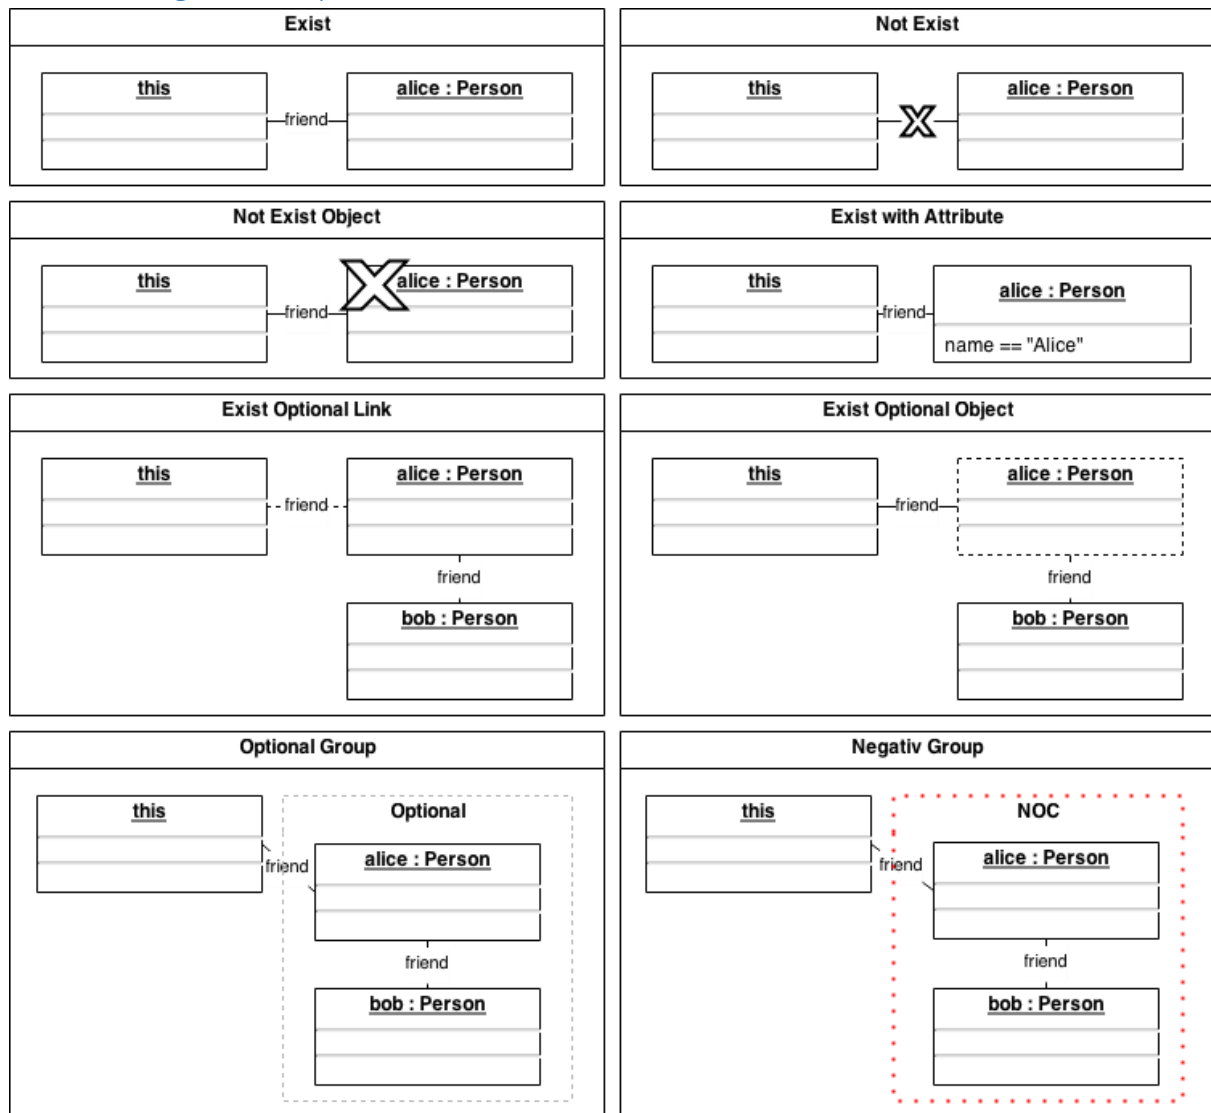 Exist
this
alice : Person
friend
Not Exist
this
alice : Person
X
Not Exist Object
this
X
alice : Person
friend
Exist with Attribute
this
alice : Person
friend
name == "Alice"
Exist Optional Link
this
alice : Person
friend
friend
bob : Person
Exist Optional Object
this
alice : Person
friend
friend
bob : Person
Optional Group
this
Optional
friend
alice : Person
friend
bob : Person
Negativ Group
this
NOC
friend
alice : Person
friend
bob : Person